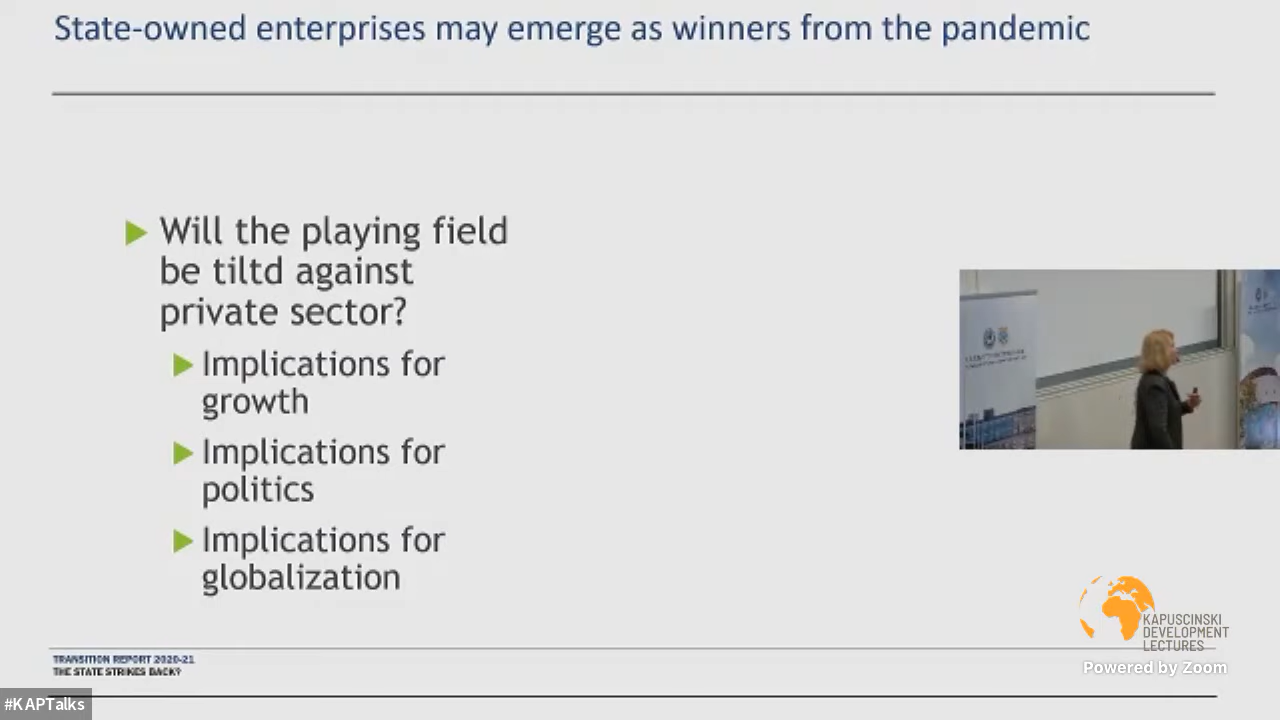 State-owned enterprises may emerge as winners from the pandemic
Will the playing field
be tiltd against
private sector?
Implications for
growth
Implications for
politics
Implications for
globalization
KAPUSCINSKI
DEVELOPMENT
LECTURES
TRANSITION REPORT 2020-21
THE STATE STRIKES BACK?
Powered by Zoom
#KAPTalks